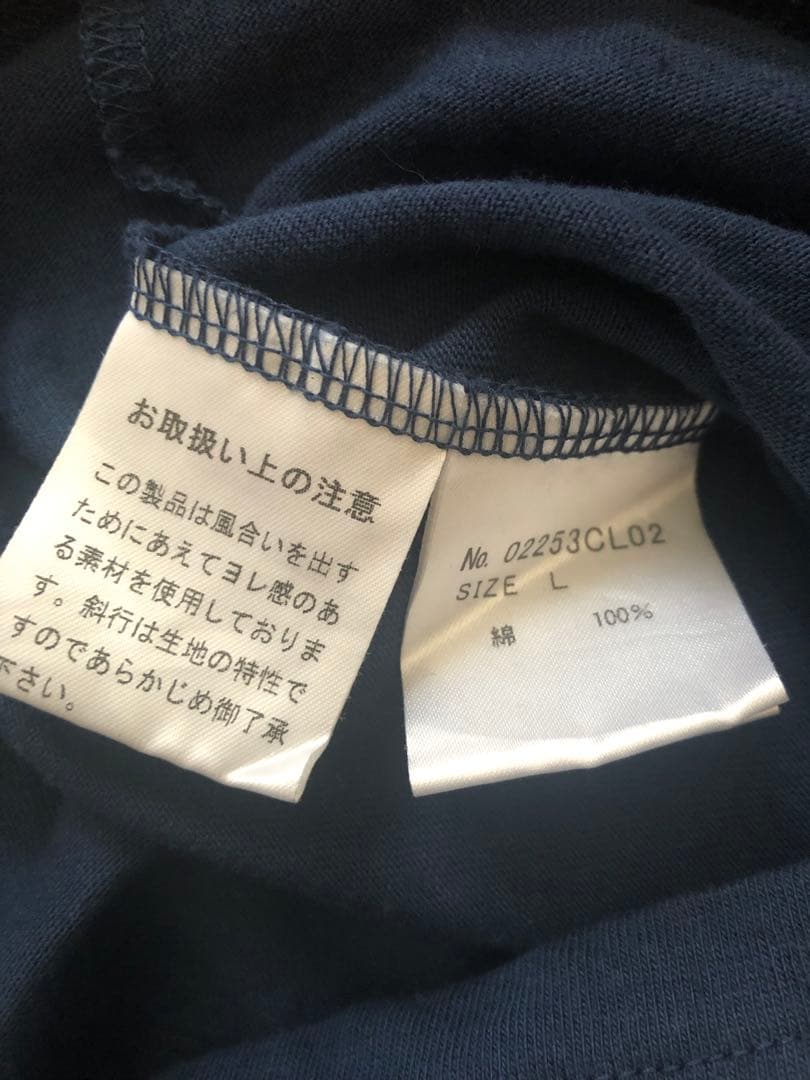 お取扱い上の注意
この製品は風合いを出す
ためにあえてヨレ感のあ
る素材を使用しておりま
す。斜行は生地の特性で
すのであらかじめ御了承
下さい。
No. 02253CL02
SIZE L
綿 100%